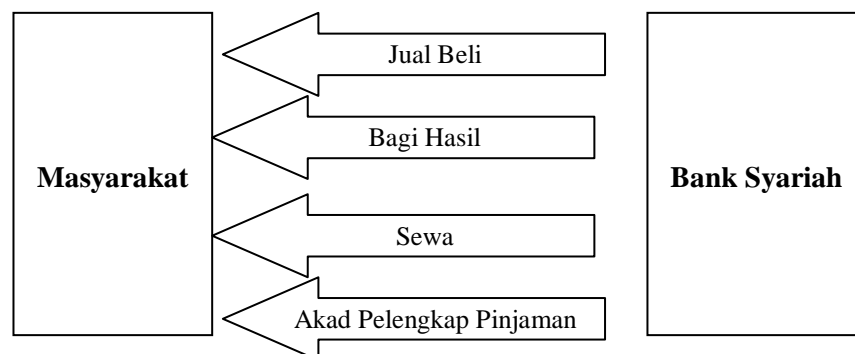 Jual Beli
Bagi Hasil
Masyarakat
Bank Syariah
Sewa
Akad Pelengkap Pinjaman